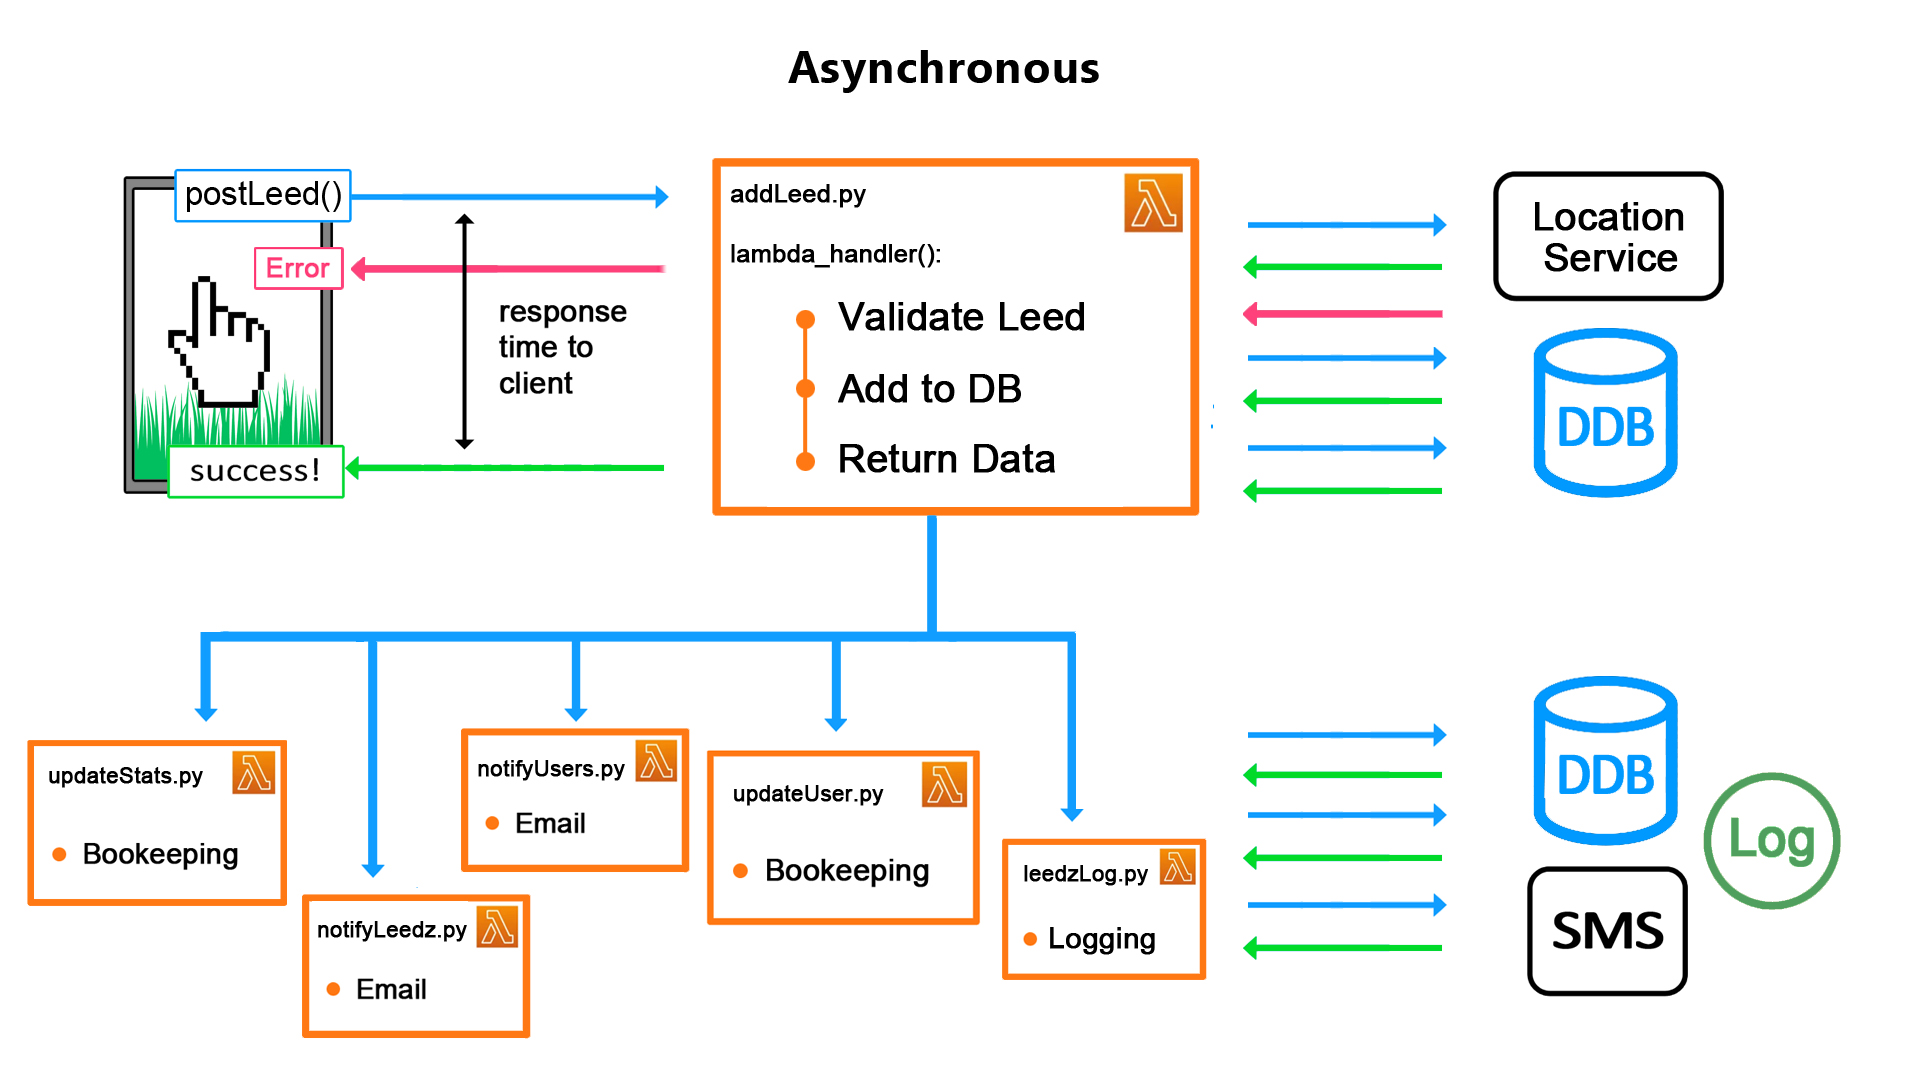 Asynchronous
postLeed()
Error
response
time to
client
success!
addLeed.py
lambda_handler():
Validate Leed
Add to DB
Return Data
Location
Service
DDB
updateStats.py
Bookeeping
notifyLeedz.py
Email
notifyUsers.py
Email
updateUser.py
Bookeeping
leedzLog.py
Logging
DDB
Log
SMS